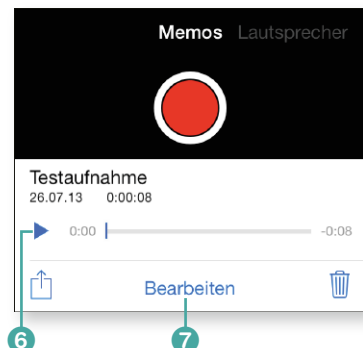 Memos Lautsprecher
Testaufnahme
26.07.13 0:00:08
0:00 -0:08
Bearbeiten
6 7